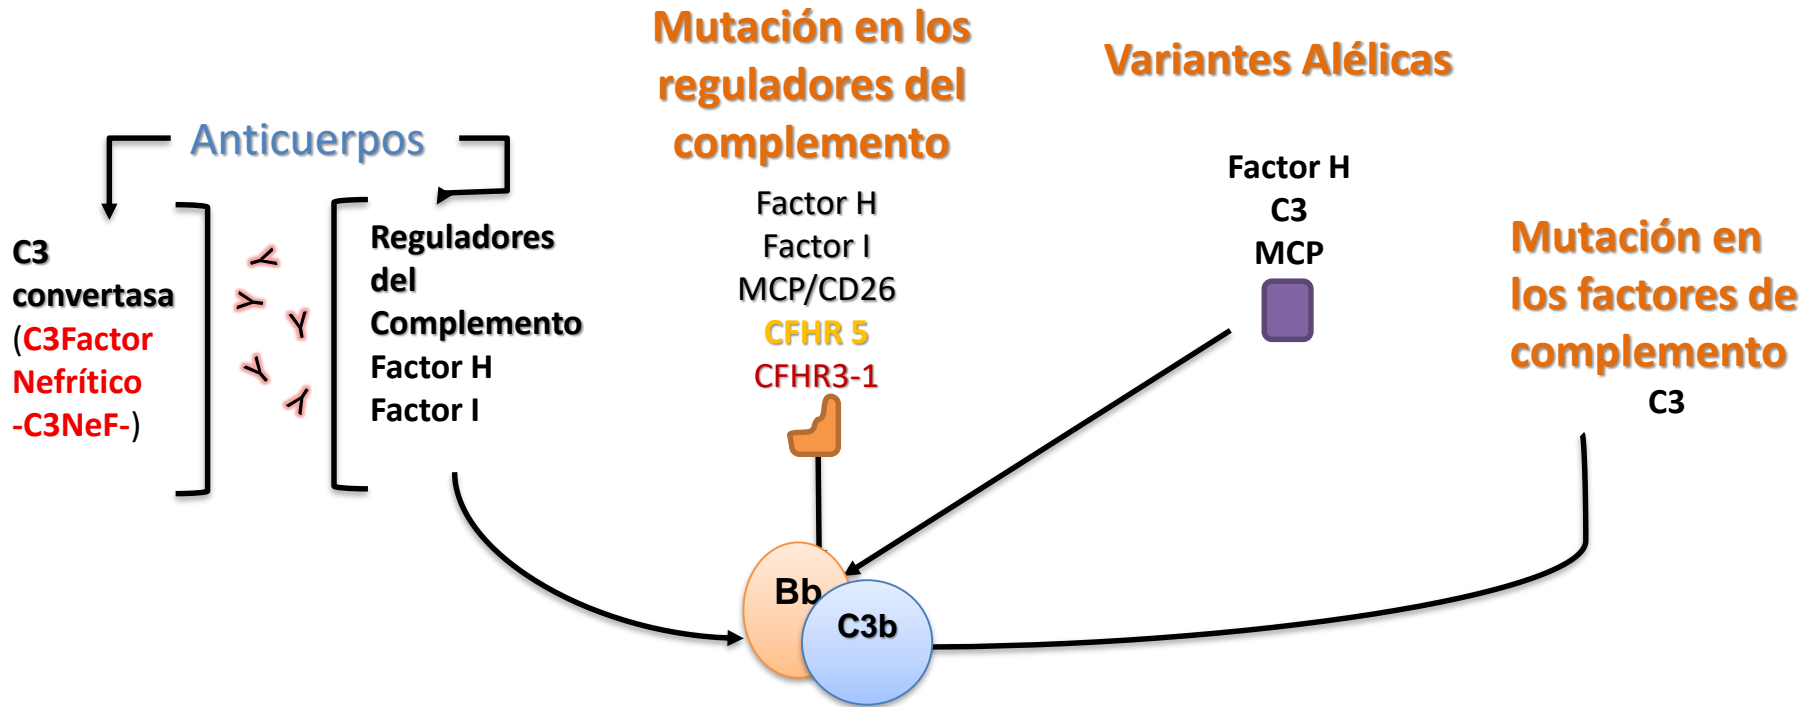 Anticuerpos
C3
convertasa
(C3Factor
Nefrítico
-C3NeF-)
Reguladores
del
Complemento
Factor H
Factor I
Mutación en los
reguladores del
complemento
Factor H
Factor I
MCP/CD26
CFHR 5
CFHR3-1
Variantes Alélicas
Factor H
C3
MCP
Mutación en
los factores de
complemento
C3
Bb
C3b